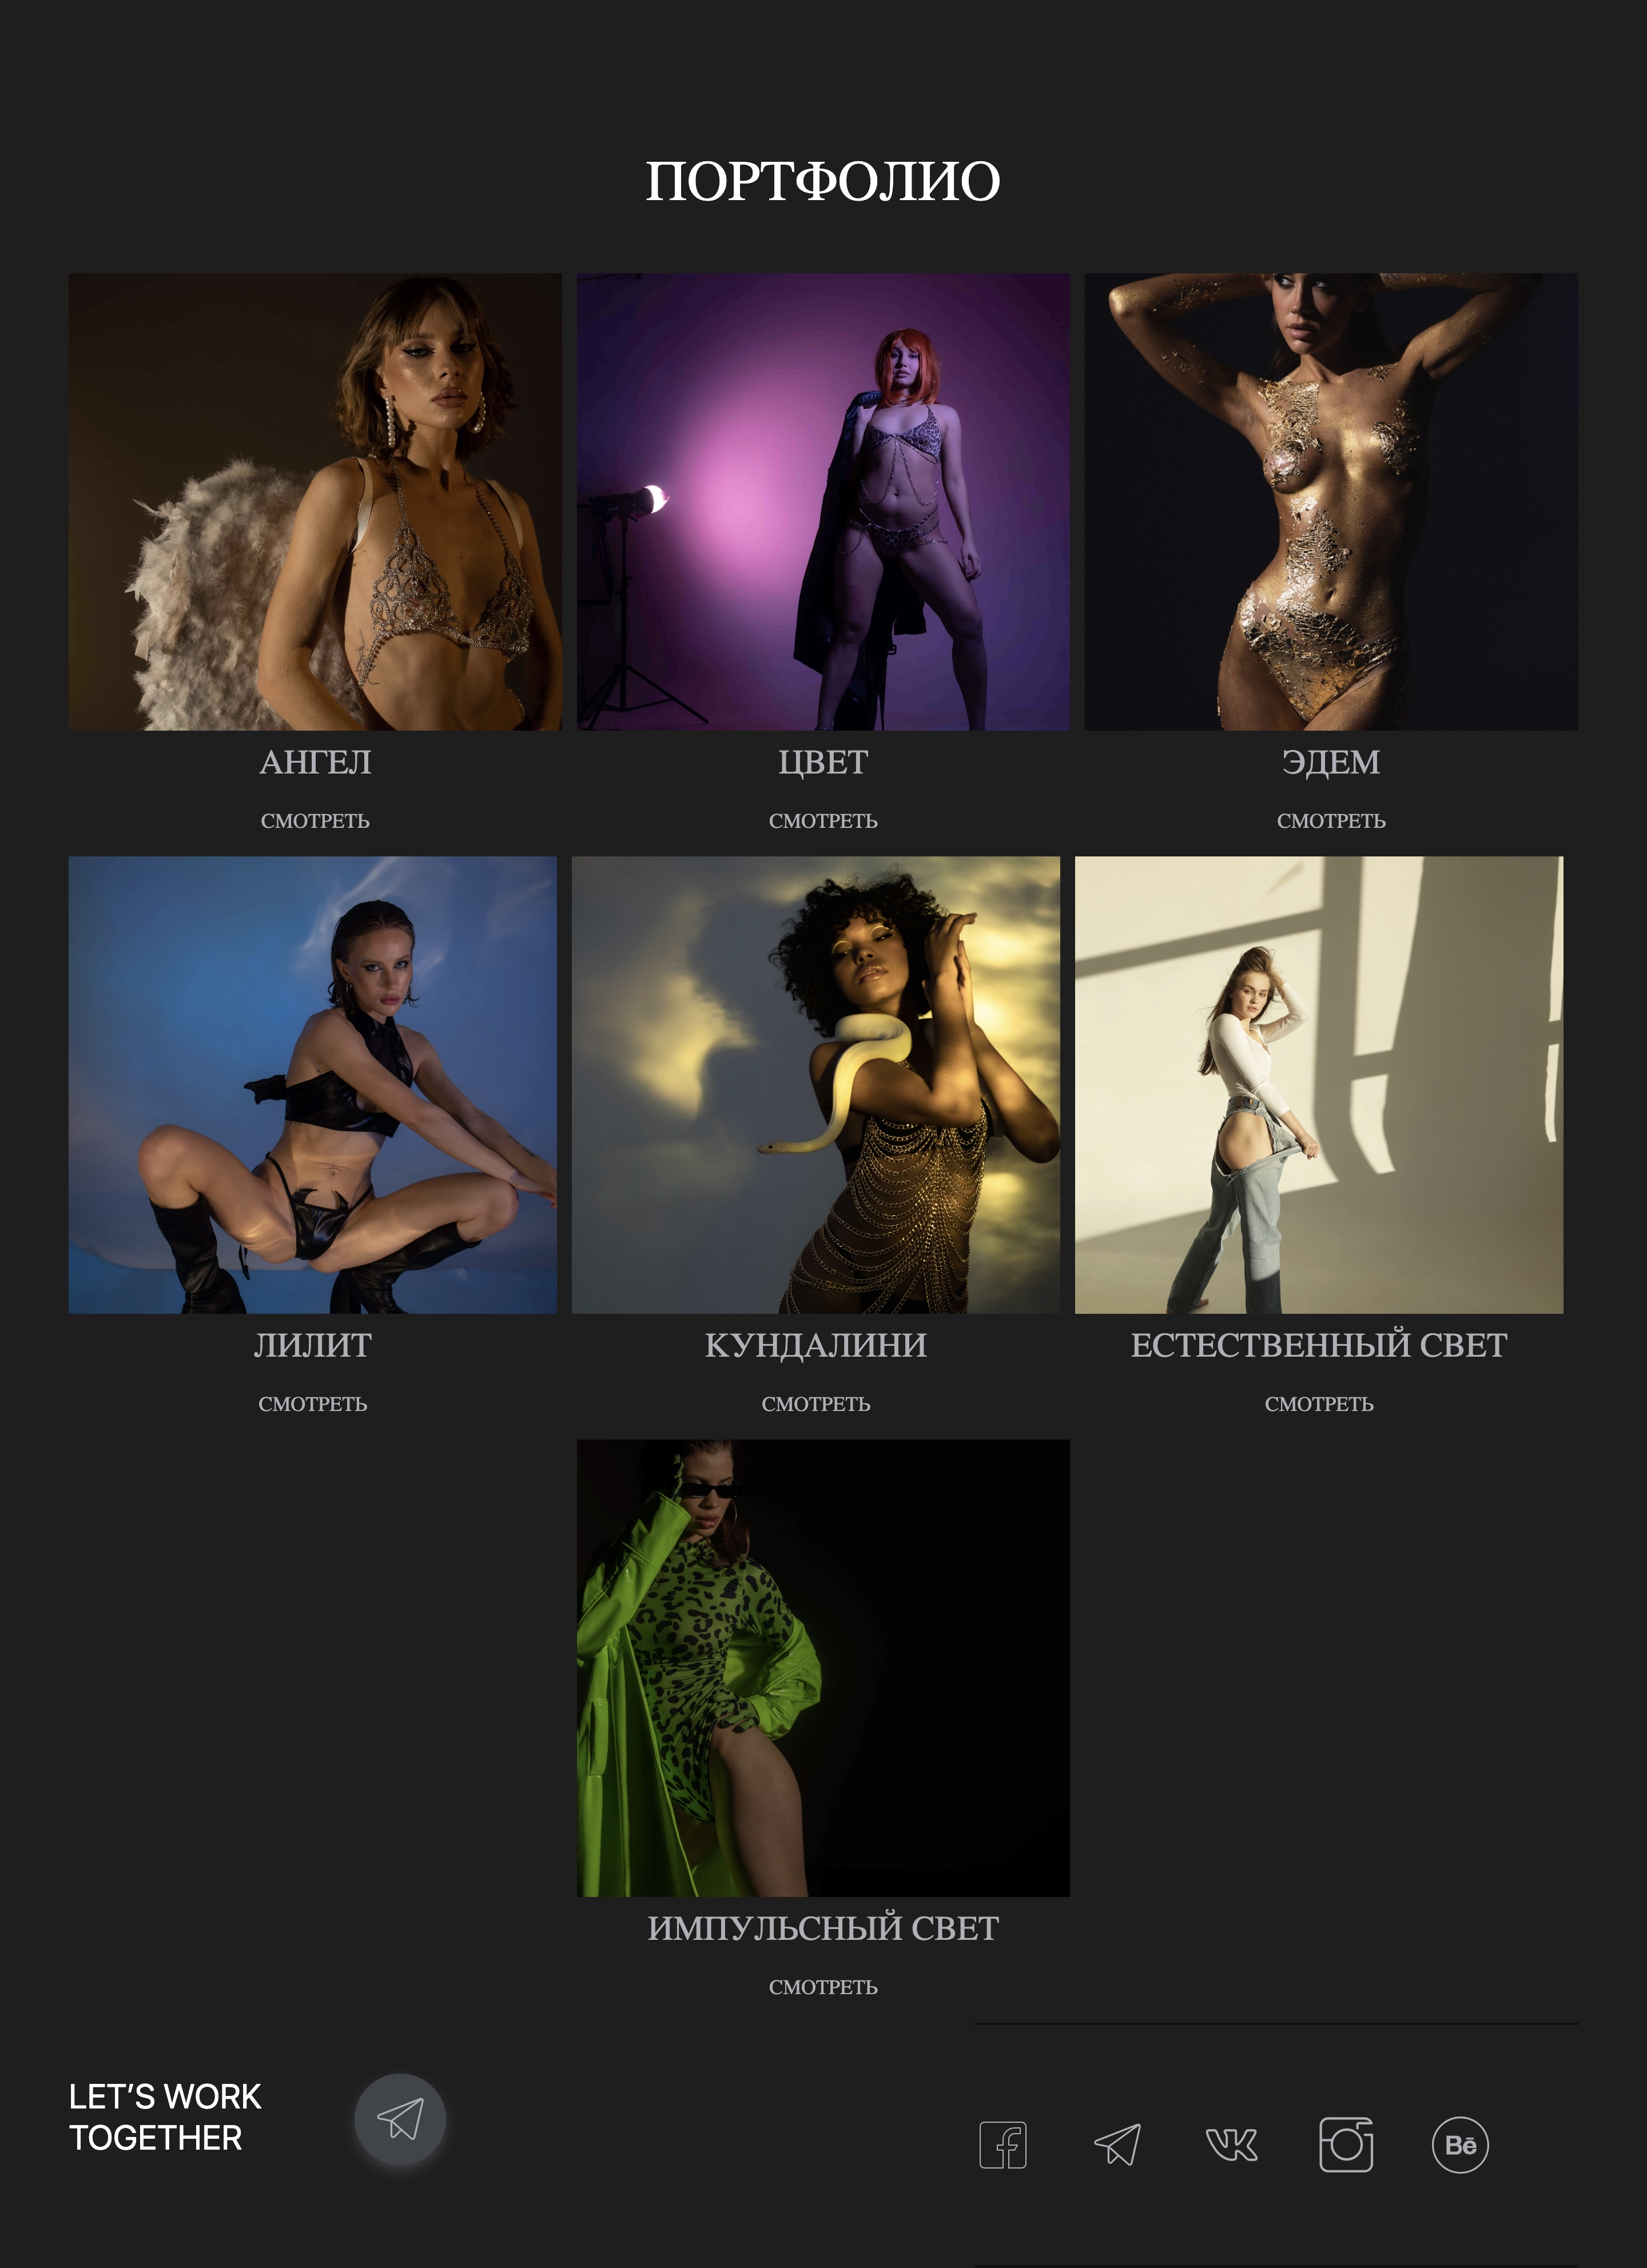 ПОРТФОЛИО
АНГЕЛ
ЦВЕТ
ЭДЕМ
СМОТРЕТЬ
СМОТРЕТЬ
СМОТРЕТЬ
ЛИЛИТ
КУНДАЛИНИ
ЕСТЕСТВЕННЫЙ СВЕТ
СМОТРЕТЬ
СМОТРЕТЬ
СМОТРЕТЬ
ИМПУЛЬСНЫЙ СВЕТ
СМОТРЕТЬ
LET’S WORK
TOGETHER
Bē